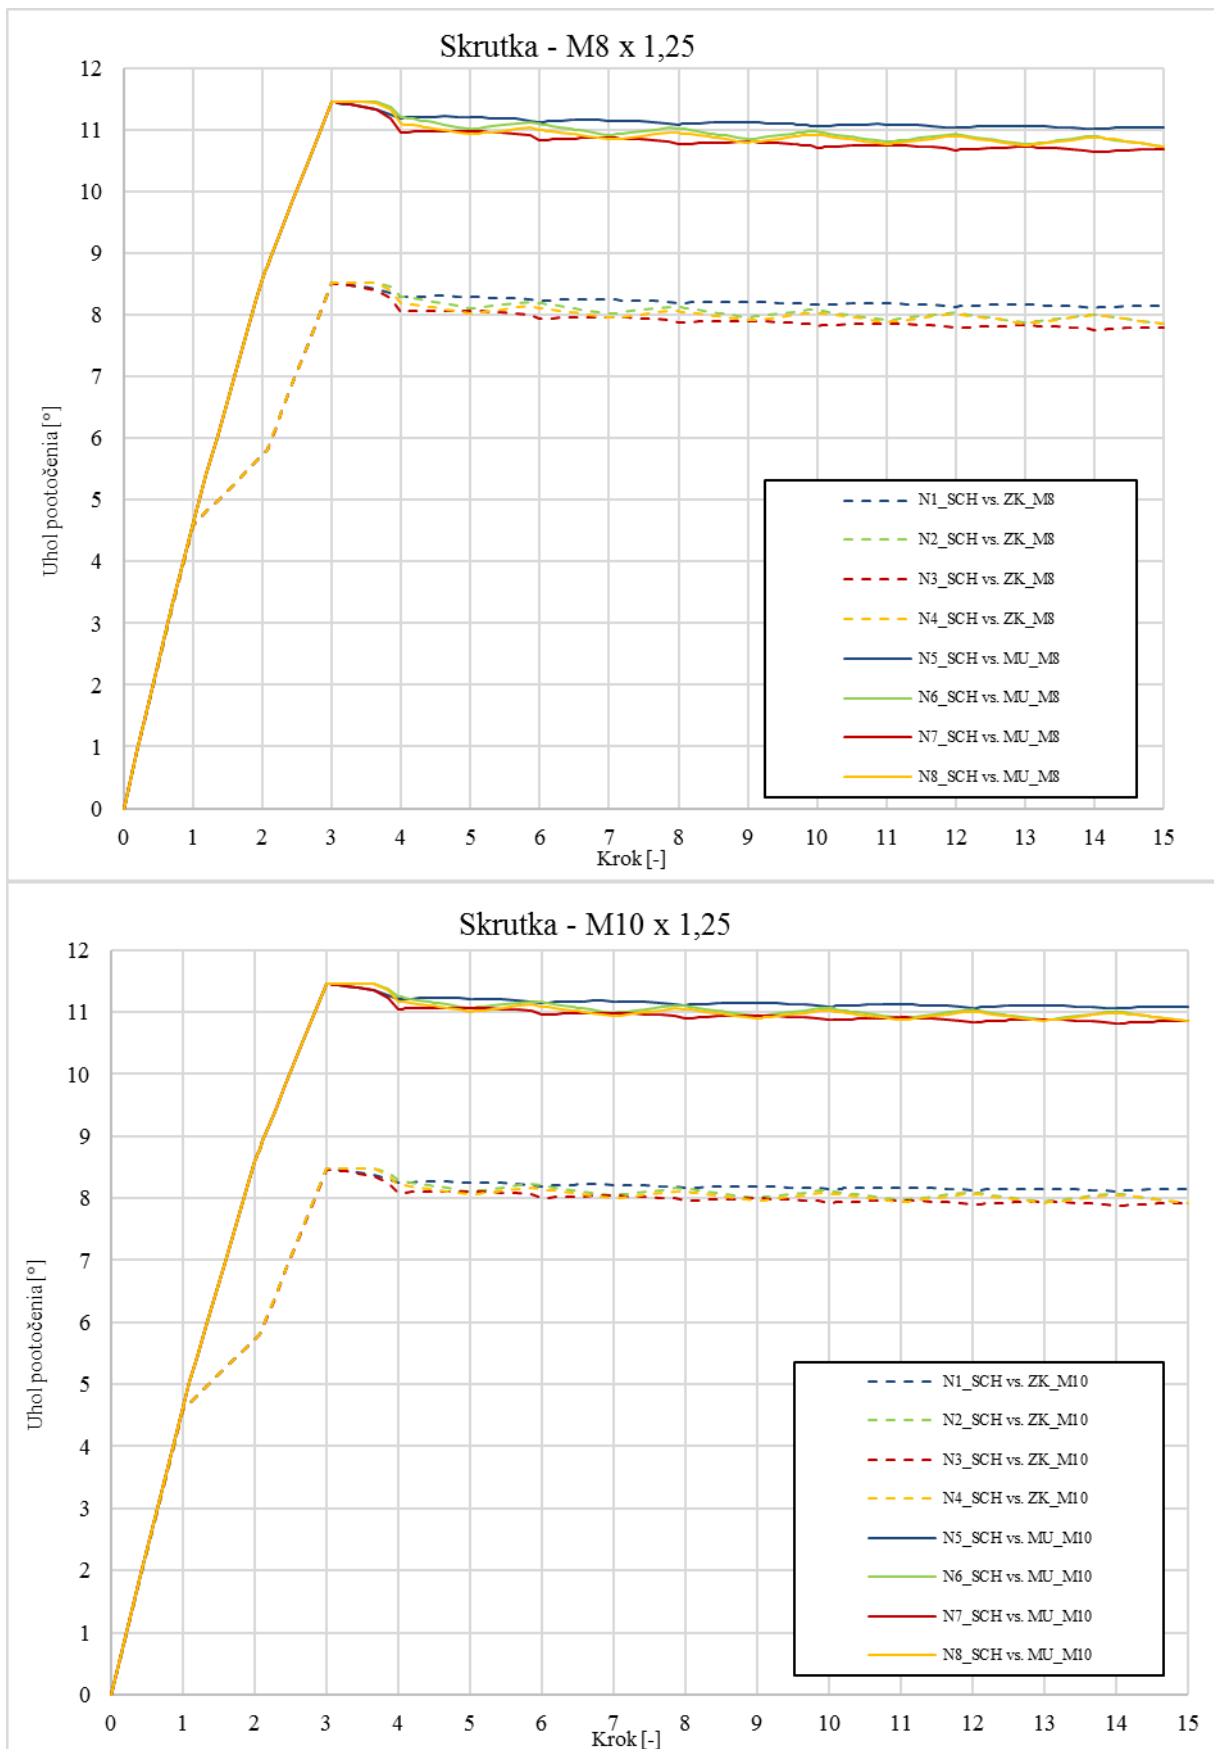 Skrutka - M8 x 1,25
12
11
10
9
8
7
6
5
4
3
2
1
0
Uhol pootočenia [°]
N1_SCH vs. ZK_M8
N2_SCH vs. ZK_M8
N3_SCH vs. ZK_M8
N4_SCH vs. ZK_M8
N5_SCH vs. MU_M8
N6_SCH vs. MU_M8
N7_SCH vs. MU_M8
N8_SCH vs. MU_M8
0 1 2 3 4 5 6 7 8 9 10 11 12 13 14 15
Krok [-]
Skrutka - M10 x 1,25
12
11
10
9
8
7
6
5
4
3
2
1
0
Uhol pootočenia [°]
N1_SCH vs. ZK_M10
N2_SCH vs. ZK_M10
N3_SCH vs. ZK_M10
N4_SCH vs. ZK_M10
N5_SCH vs. MU_M10
N6_SCH vs. MU_M10
N7_SCH vs. MU_M10
N8_SCH vs. MU_M10
0 1 2 3 4 5 6 7 8 9 10 11 12 13 14 15
Krok [-]